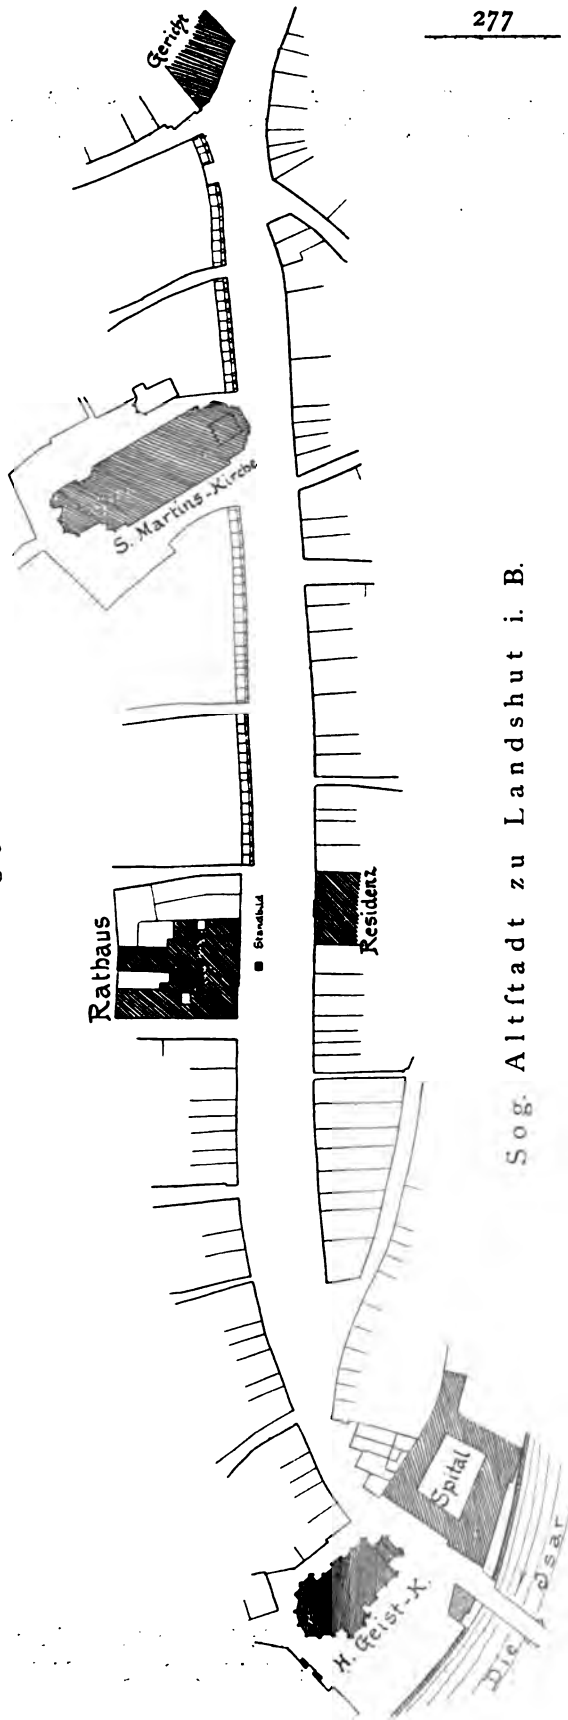 277
Gericht
S. Martins-Kirche
Rathaus
Standbild
Residenz
Spital
H. Geist-K.
Die Isar
Sog. Altſtadt zu Landshut i. B.